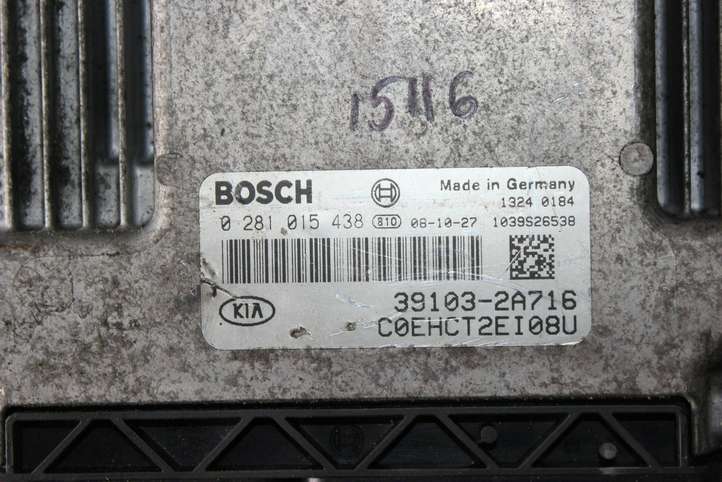 15116
BOSCH
Made in Germany
1324 0184
0 281 015 438 810 08-10-27 1039S26538
39103-2A716
KIA
C0EHCT2EI08U